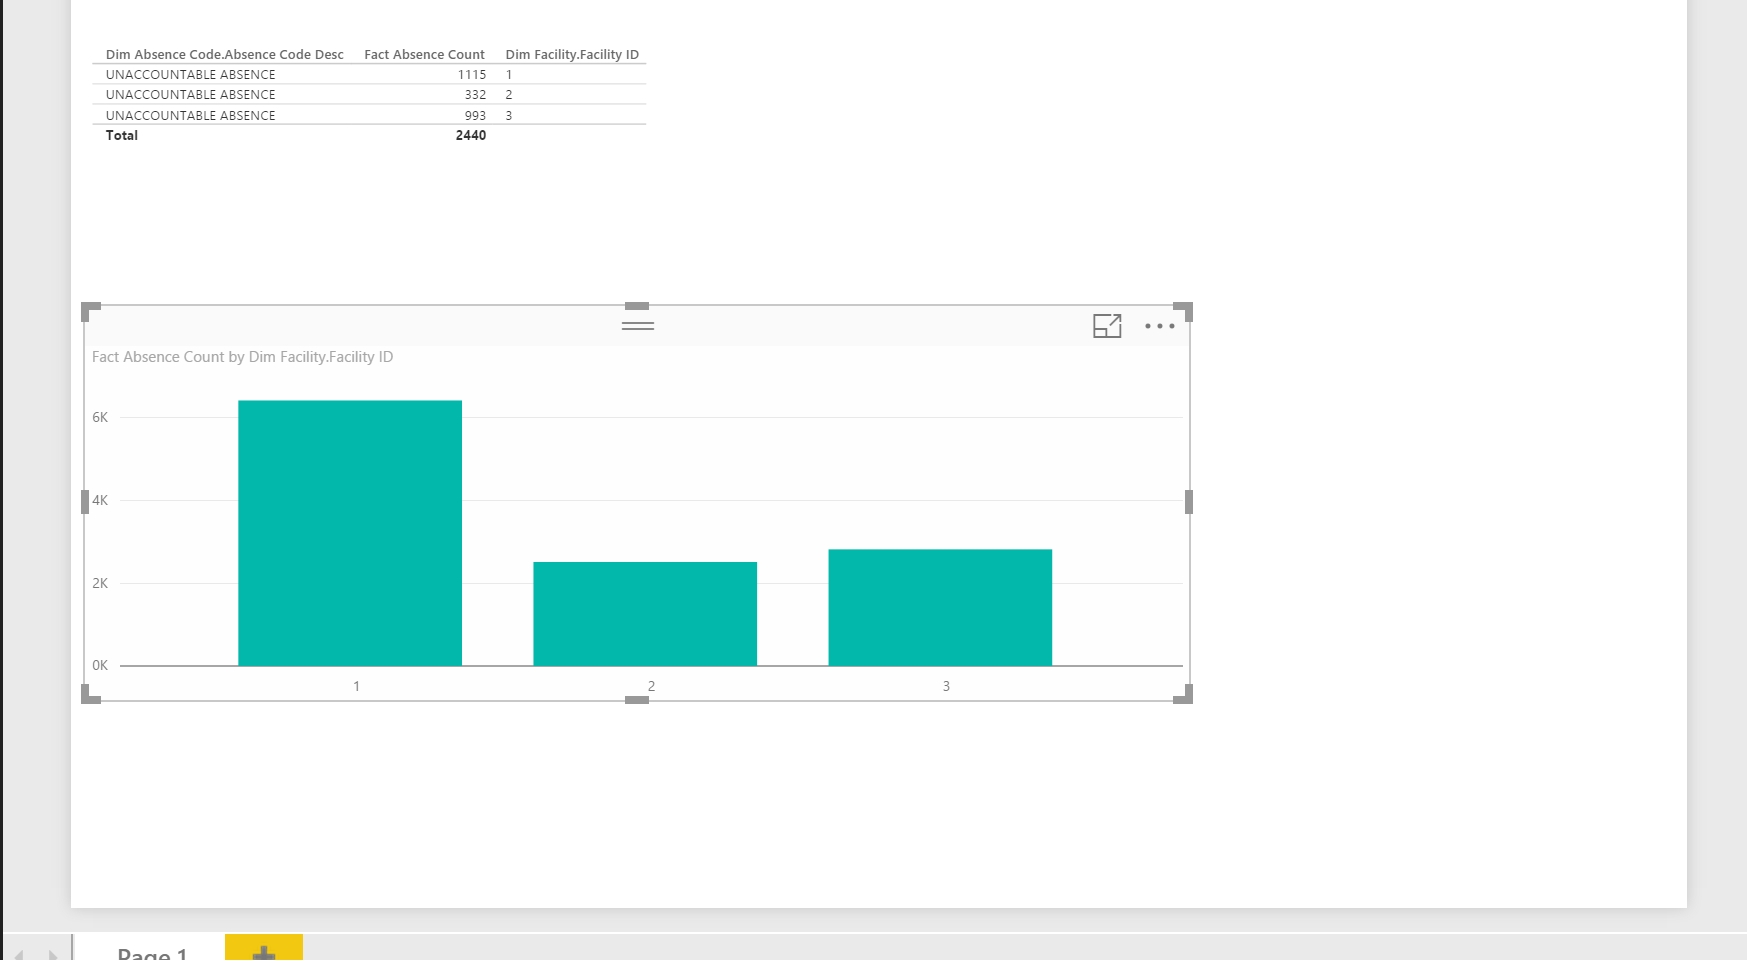 Dim Absence Code.Absence Code Desc Fact Absence Count Dim Facility.Facility ID
UNACCOUNTABLE ABSENCE 1115 1
UNACCOUNTABLE ABSENCE 332 2
UNACCOUNTABLE ABSENCE 993 3
Total 2440
Fact Absence Count by Dim Facility.Facility ID
6K
4K
2K
0K
1 2 3
Page 1